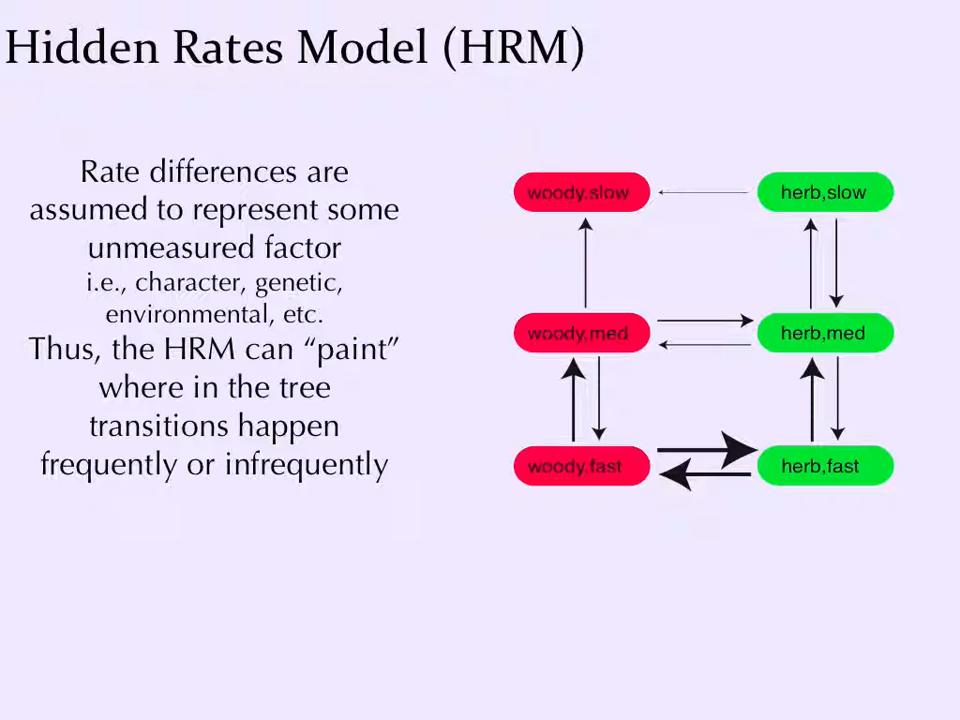 Hidden Rates Model (HRM)
Rate differences are
assumed to represent some
unmeasured factor
i.e., character, genetic,
environmental, etc.
Thus, the HRM can “paint”
where in the tree
transitions happen
frequently or infrequently
woody,slow
herb,slow
woody,med
herb,med
woody,fast
herb,fast